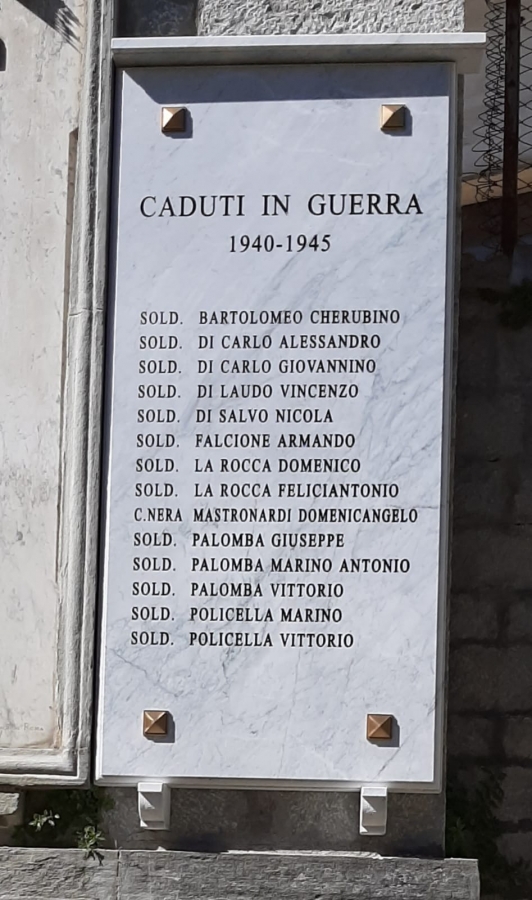 CADUTI IN GUERRA
1940-1945
SOLD. BARTOLOMEO CHERUBINO
SOLD. DI CARLO ALESSANDRO
SOLD. DI CARLO GIOVANNINO
SOLD. DI LAUDO VINCENZO
SOLD. DI SALVO NICOLA
SOLD. FALCIONE ARMANDO
SOLD. LA ROCCA DOMENICO
SOLD. LA ROCCA FELICIANTONIO
C.NERA MASTRONARDI DOMENICANGELO
SOLD. PALOMBA GIUSEPPE
SOLD. PALOMBA MARINO ANTONIO
SOLD. PALOMBA VITTORIO
SOLD. POLICELLA MARINO
SOLD. POLICELLA VITTORIO